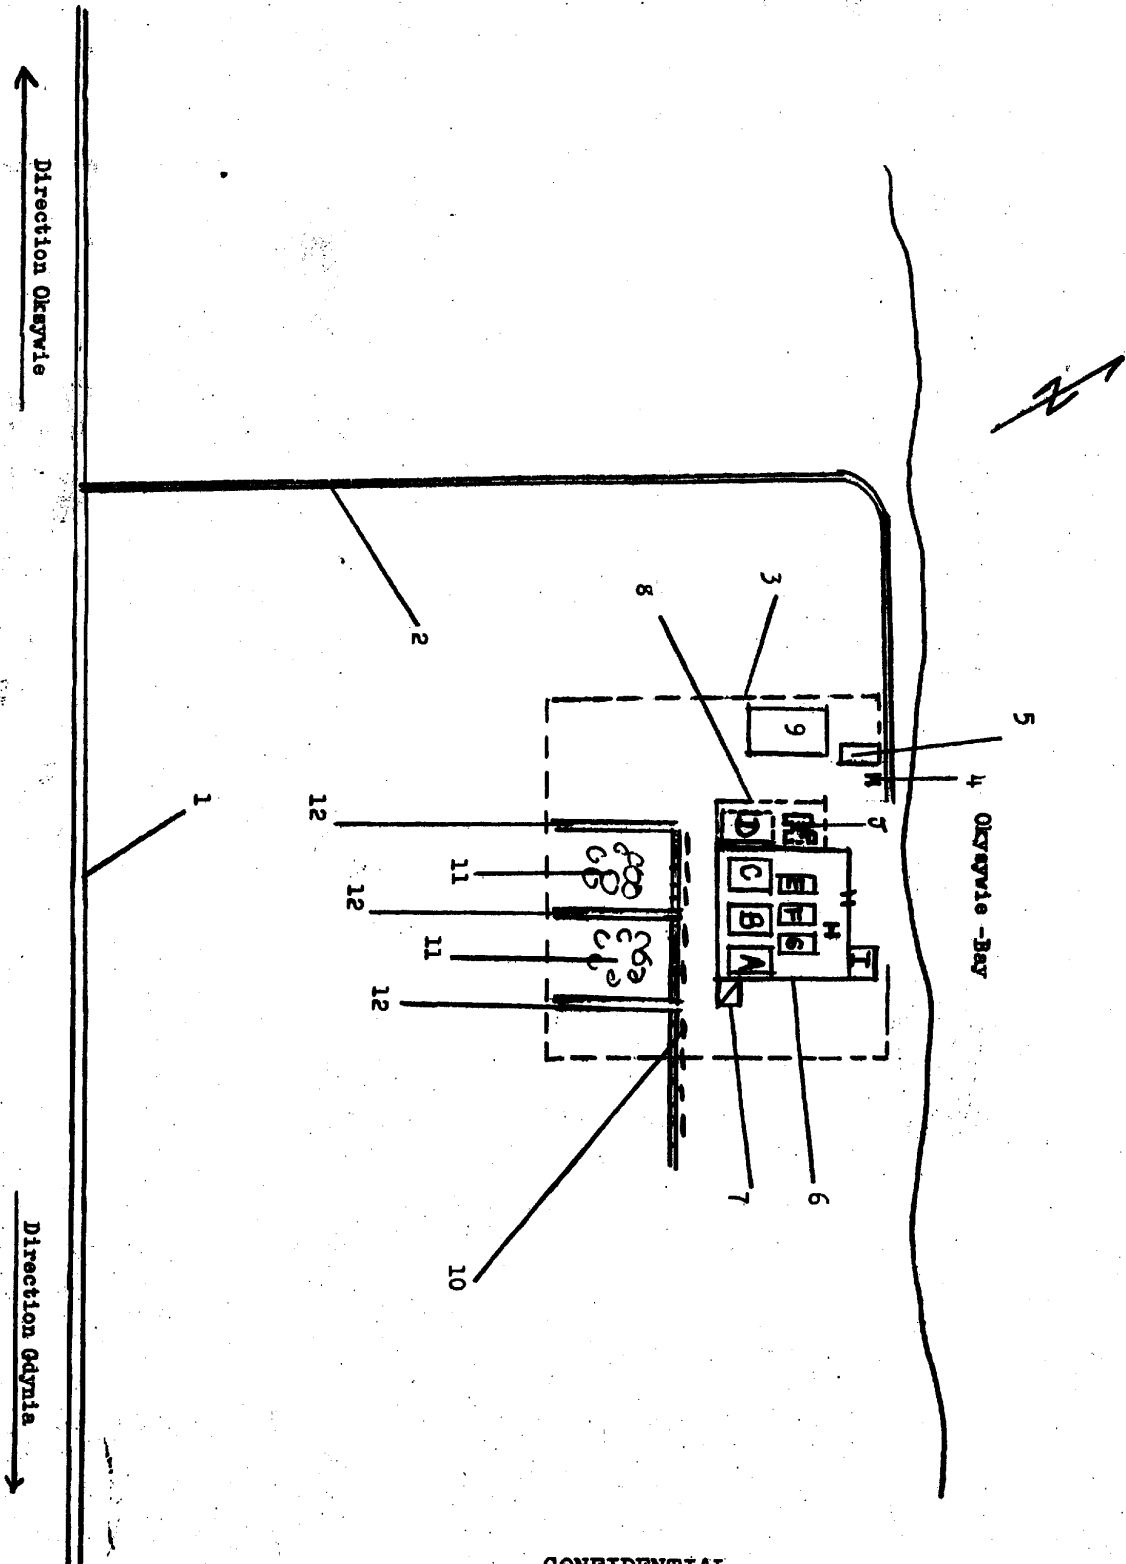 Direction Oksywie
Direction Gdynia
Okysywie-Bay
1
2
3
4
5
6
7
8
9
10
11
11
12
12
12
A
B
C
D
E
F
G
H
I
J
K
N
CONFIDENTIAL